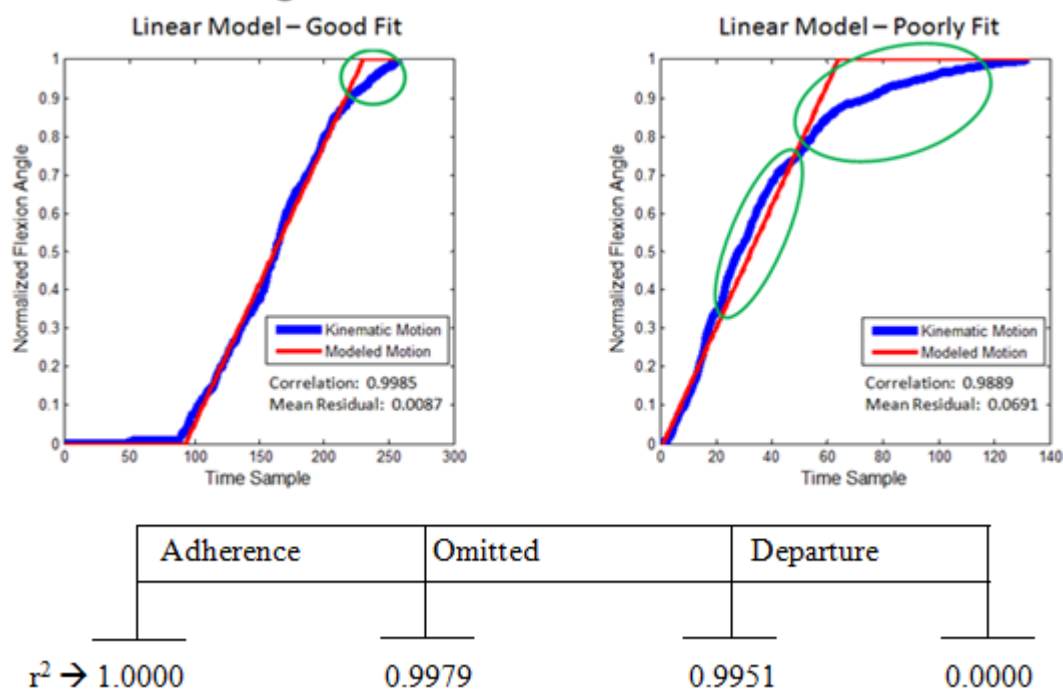 Linear Model – Good Fit
1
0.9
0.8
0.7
0.6
0.5
0.4
0.3
0.2
0.1
0
Normalized Flexion Angle
Kinematic Motion
Modeled Motion
Correlation: 0.9985
Mean Residual: 0.0087
0 50 100 150 200 250 300
Time Sample
Linear Model – Poorly Fit
1
0.9
0.8
0.7
0.6
0.5
0.4
0.3
0.2
0.1
0
Normalized Flexion Angle
Kinematic Motion
Modeled Motion
Correlation: 0.9889
Mean Residual: 0.0691
0 20 40 60 80 100 120 140
Time Sample
Adherence Omitted Departure
r² → 1.0000 0.9979 0.9951 0.0000